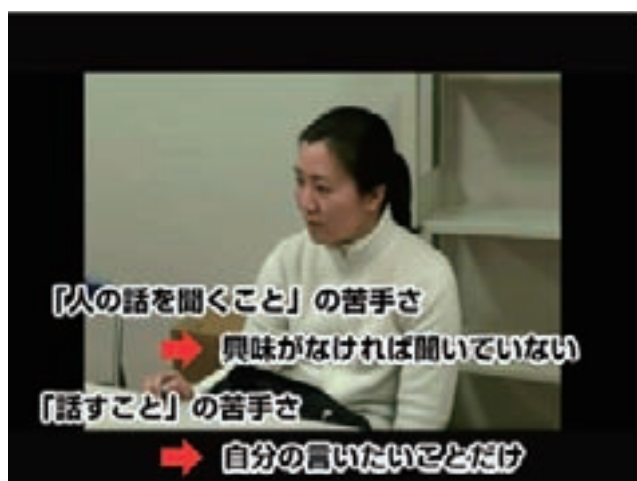 「人の話を聞くこと」の苦手さ
➡ 興味がなければ聞いていない
「話すこと」の苦手さ
➡ 自分の言いたいことだけ